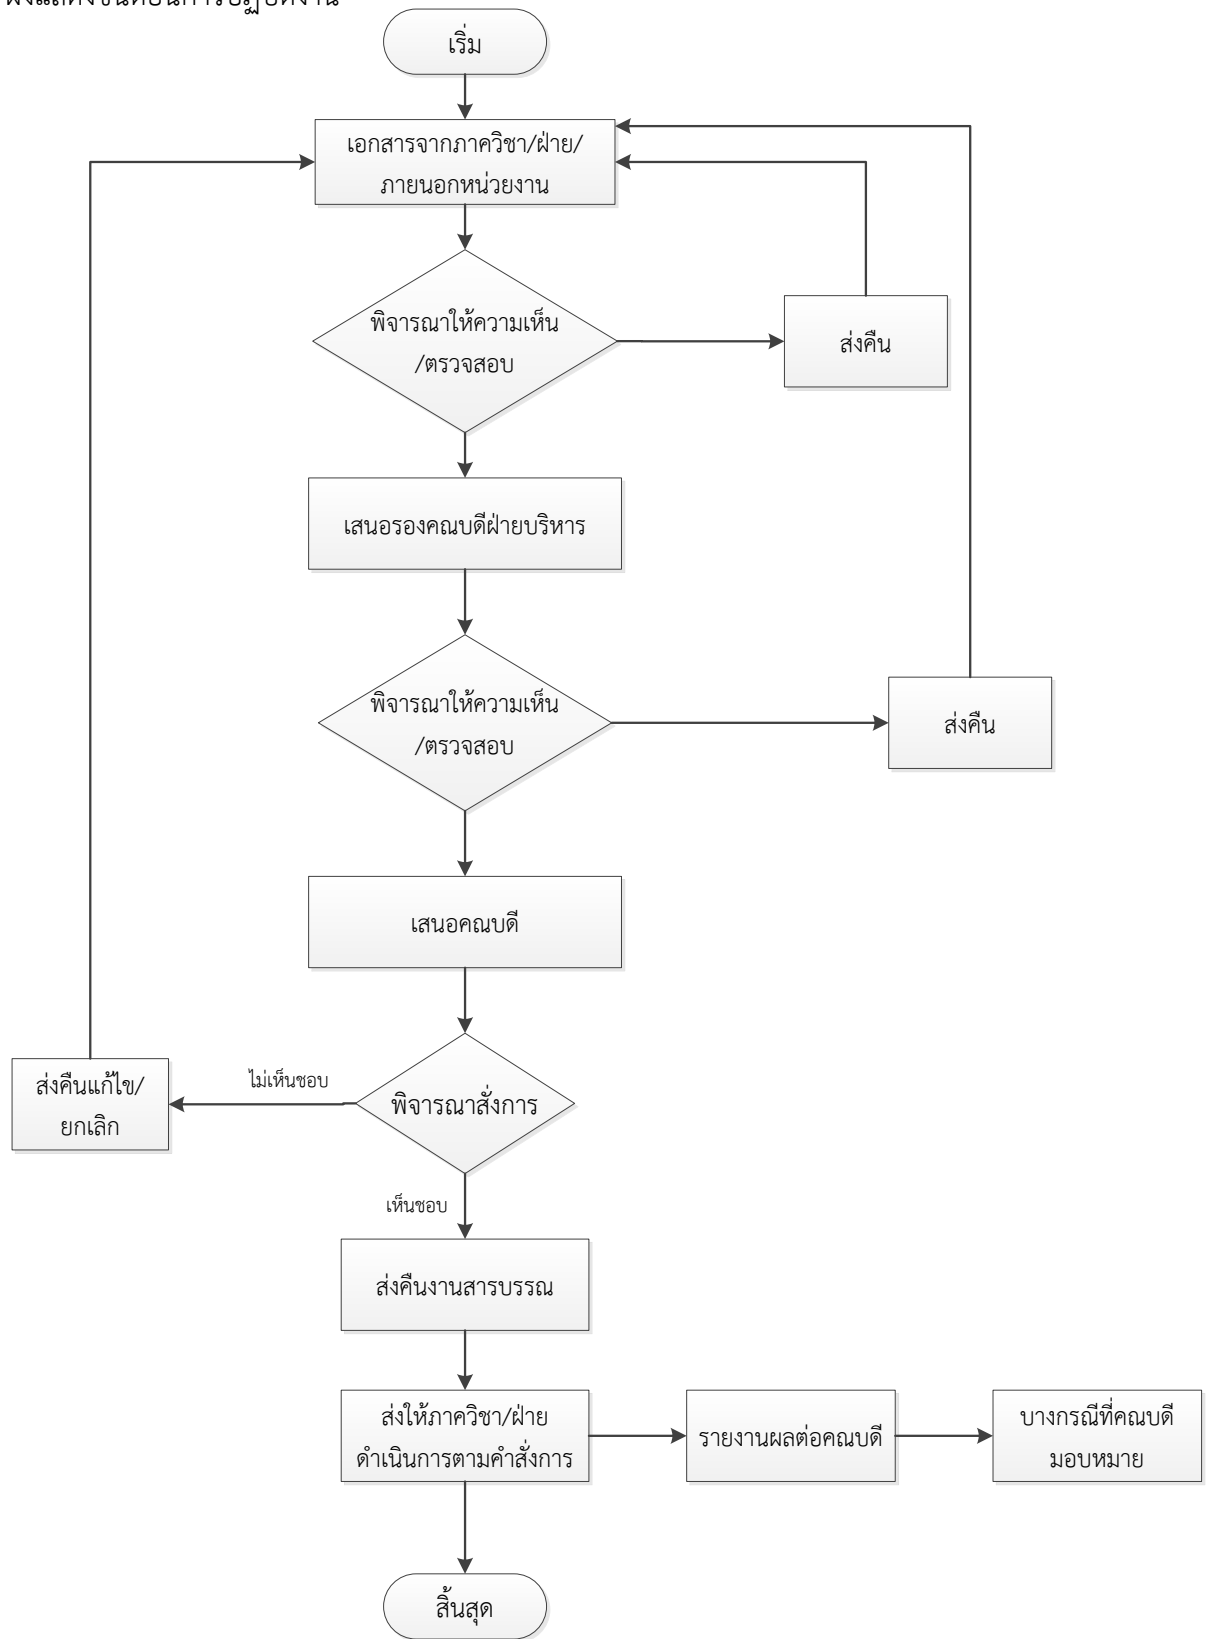 เริ่ม
เอกสารจากภาควิชา/ฝ่าย/
ภายนอกหน่วยงาน
พิจารณาให้ความเห็น
/ตรวจสอบ
ส่งคืน
เสนอรองคณบดีฝ่ายบริหาร
พิจารณาให้ความเห็น
/ตรวจสอบ
ส่งคืน
เสนอคณบดี
ส่งคืนแก้ไข/
ยกเลิก
ไม่เห็นชอบ
พิจารณาสั่งการ
เห็นชอบ
ส่งคืนงานสารบรรณ
ส่งให้ภาควิชา/ฝ่าย
ดำเนินการตามคำสั่งการ
รายงานผลต่อคณบดี
บางกรณีที่คณบดี
มอบหมาย
สิ้นสุด